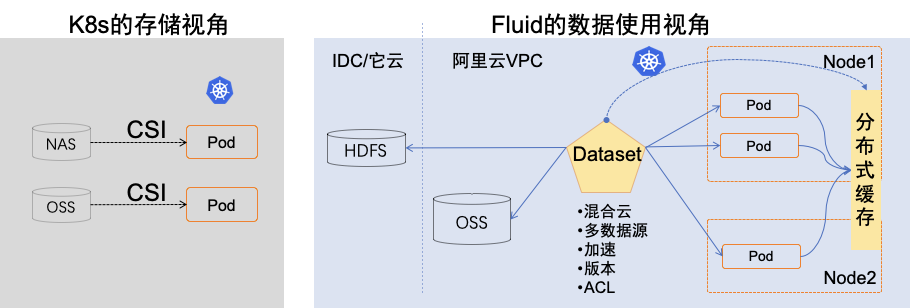 K8s的存储视角
NAS
CSI
Pod
OSS
CSI
Pod
Fluid的数据使用视角
IDC/它云
阿里云VPC
HDFS
OSS
Dataset
•混合云
•多数据源
•加速
•版本
•ACL
Node1
Pod
Pod
分布式缓存
Pod
Node2